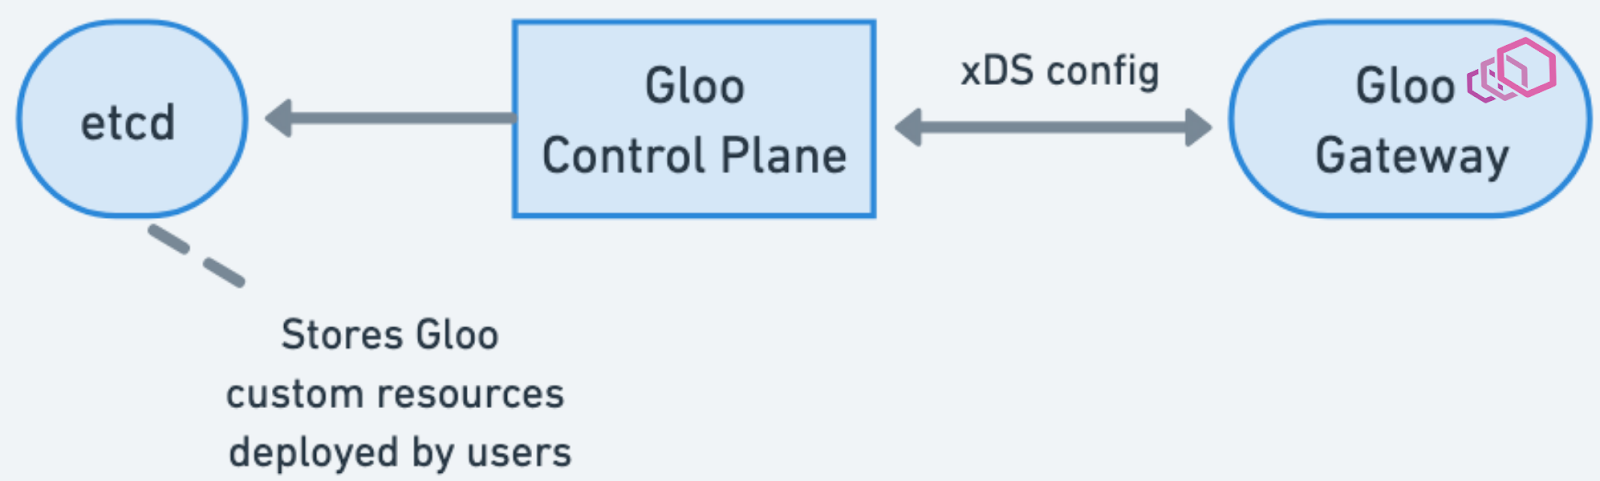 etcd
Gloo
Control Plane
xDS config
Gloo
Gateway
Stores Gloo
custom resources
deployed by users